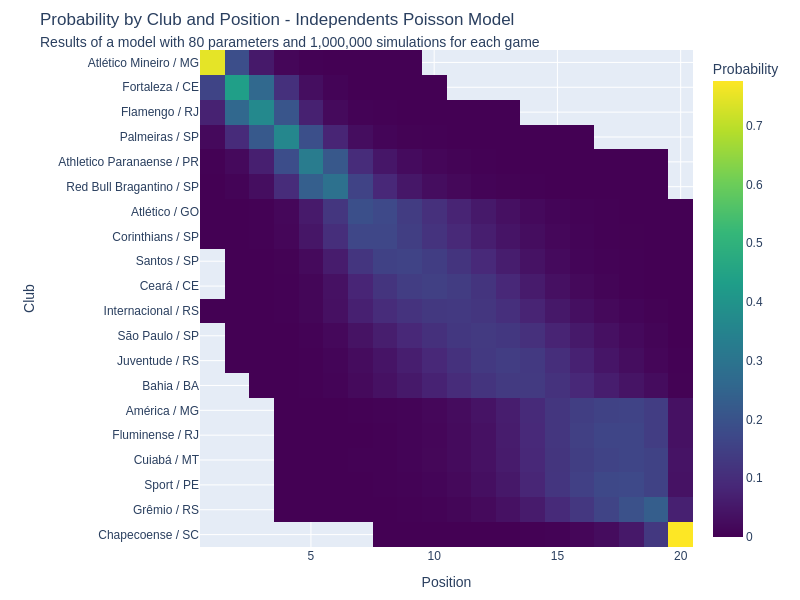 Probability by Club and Position - Independents Poisson Model
Results of a model with 80 parameters and 1,000,000 simulations for each game
Probability
Club
Atlético Mineiro / MG
Fortaleza / CE
Flamengo / RJ
Palmeiras / SP
Athletico Paranaense / PR
Red Bull Bragantino / SP
Atlético / GO
Corinthians / SP
Santos / SP
Ceará / CE
Internacional / RS
São Paulo / SP
Juventude / RS
Bahia / BA
América / MG
Fluminense / RJ
Cuiabá / MT
Sport / PE
Grêmio / RS
Chapecoense / SC
5 10 15 20
Position
0.7
0.6
0.5
0.4
0.3
0.2
0.1
0